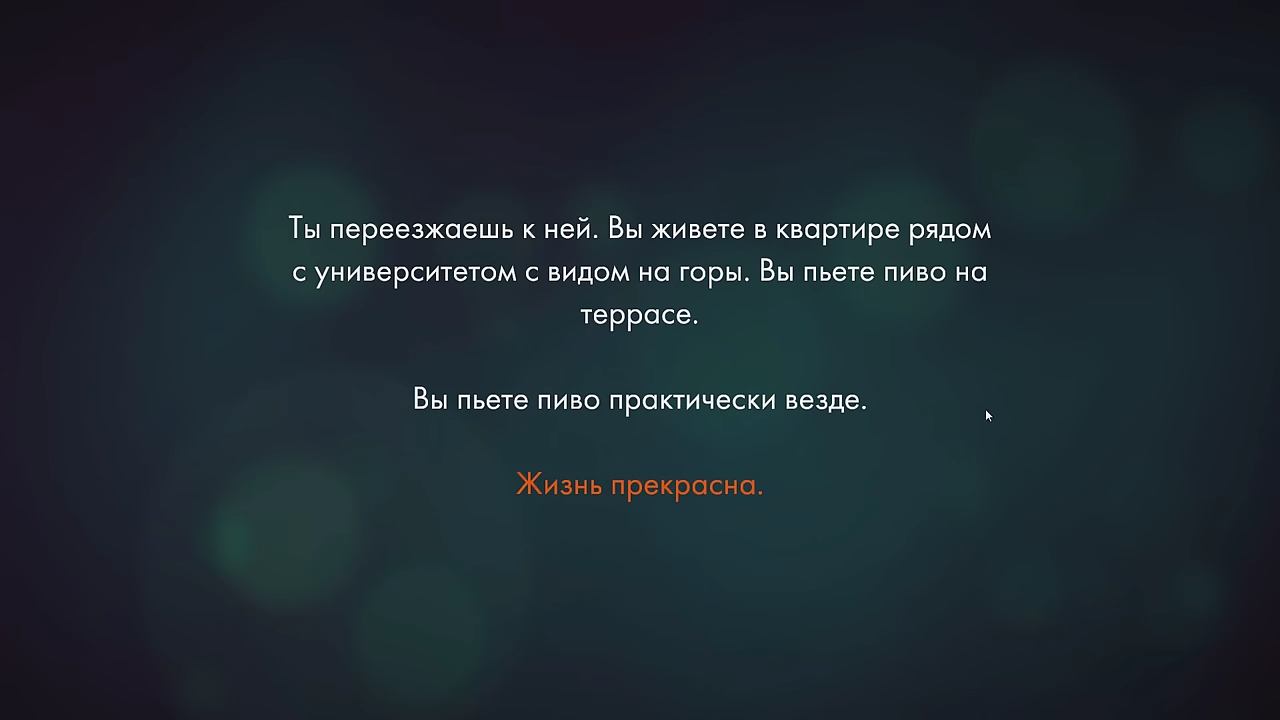 Ты переезжаешь к ней. Вы живете в квартире рядом
с университетом с видом на горы. Вы пьете пиво на
террасе.
Вы пьете пиво практически везде.
Жизнь прекрасна.